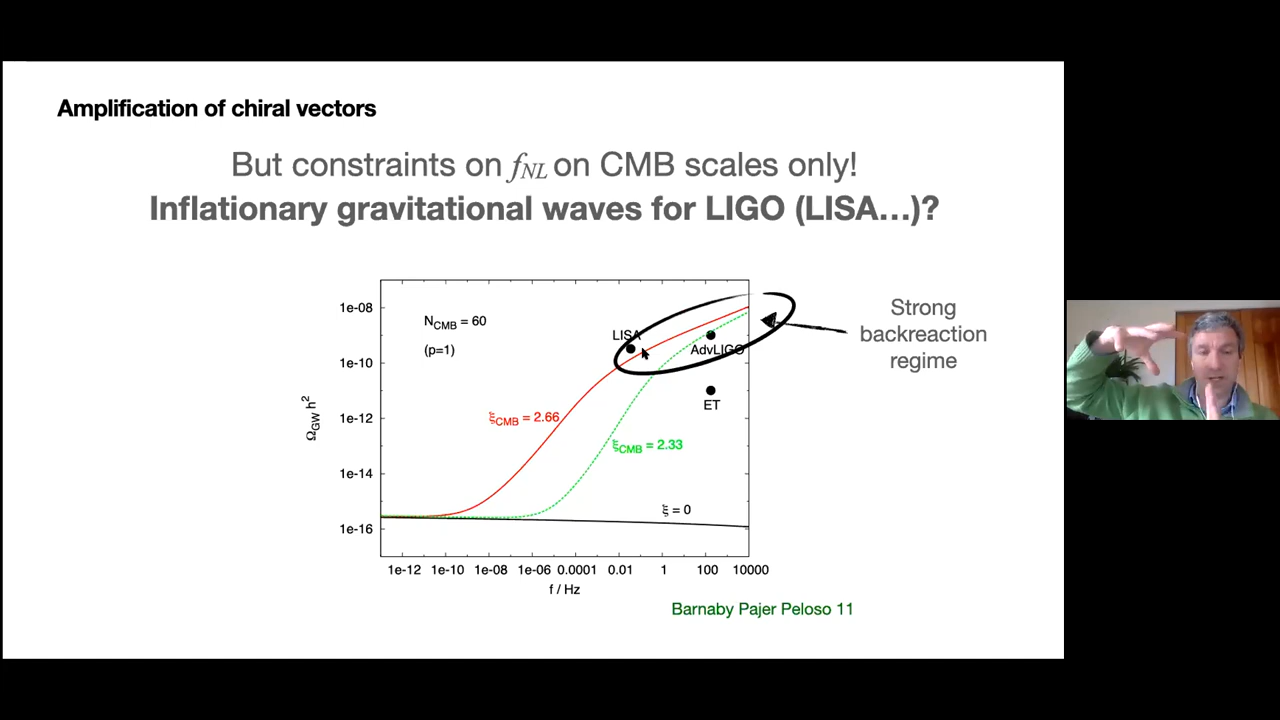 Amplification of chiral vectors
But constraints on fNL on CMB scales only!
Inflationary gravitational waves for LIGO (LISA…)?
1e-08
1e-10
1e-12
1e-14
1e-16
ΩGW h²
NCMB = 60
(p=1)
LISA
AdvLIGO
ET
ξCMB = 2.66
ξCMB = 2.33
ξ = 0
Strong
backreaction
regime
1e-12 1e-10 1e-08 1e-06 0.0001 0.01 1 100 10000
f / Hz
Barnaby Pajer Peloso 11